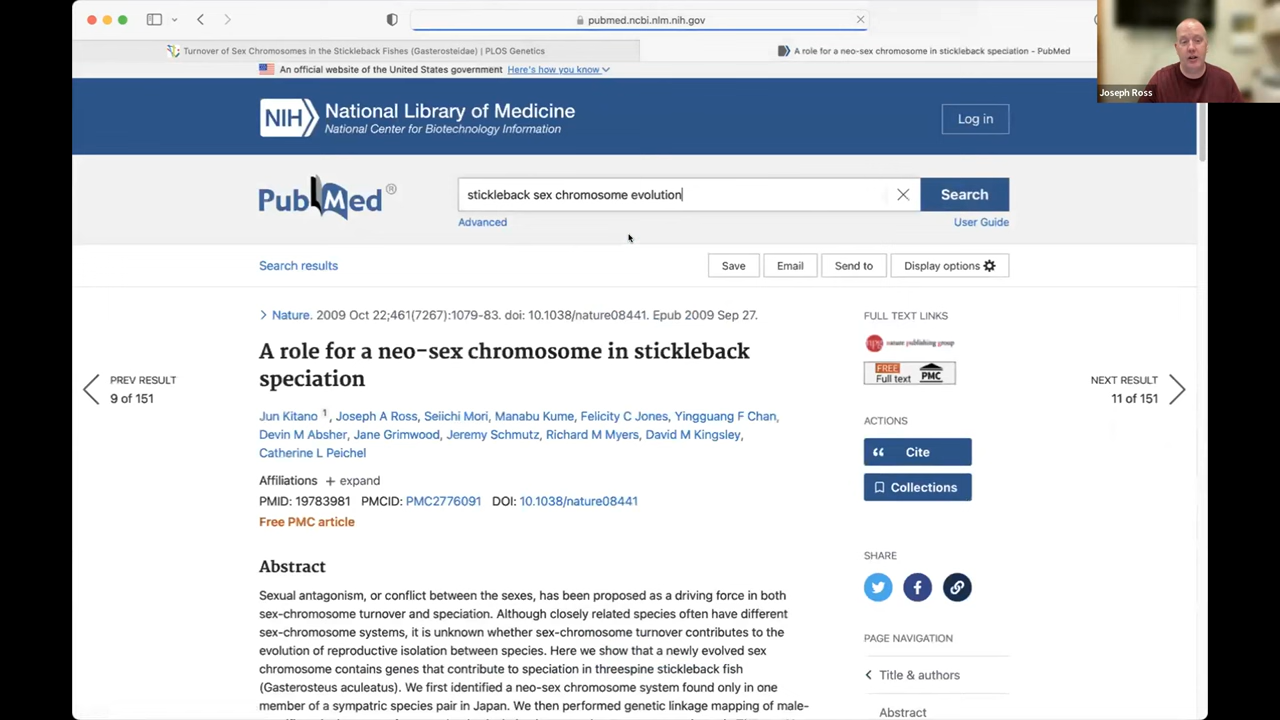 pubmed.ncbi.nlm.nih.gov
Turnover of Sex Chromosomes in the Stickleback Fishes (Gasterosteidae) | PLOS Genetics
A role for a neo-sex chromosome in stickleback speciation - PubMed
Joseph Ross
An official website of the United States government Here's how you know
NIH National Library of Medicine
National Center for Biotechnology Information
Log in
PubMed®
stickleback sex chromosome evolution
Search
Advanced
User Guide
Search results
Save
Email
Send to
Display options
Nature. 2009 Oct 22;461(7267):1079-83. doi: 10.1038/nature08441. Epub 2009 Sep 27.
A role for a neo-sex chromosome in stickleback
speciation
Jun Kitano 1, Joseph A Ross, Seiichi Mori, Manabu Kume, Felicity C Jones, Yingguang F Chan,
Devin M Absher, Jane Grimwood, Jeremy Schmutz, Richard M Myers, David M Kingsley,
Catherine L Peichel
Affiliations + expand
PMID: 19783981 PMCID: PMC2776091 DOI: 10.1038/nature08441
Free PMC article
Abstract
Sexual antagonism, or conflict between the sexes, has been proposed as a driving force in both
sex-chromosome turnover and speciation. Although closely related species often have different
sex-chromosome systems, it is unknown whether sex-chromosome turnover contributes to the
evolution of reproductive isolation between species. Here we show that a newly evolved sex
chromosome contains genes that contribute to speciation in threespine stickleback fish
(Gasterosteus aculeatus). We first identified a neo-sex chromosome system found only in one
member of a sympatric species pair in Japan. We then performed genetic linkage mapping of male-
PREV RESULT
9 of 151
NEXT RESULT
11 of 151
FULL TEXT LINKS
npg nature publishing group
FREE
Full text PMC
ACTIONS
Cite
Collections
SHARE
PAGE NAVIGATION
Title & authors
Abstract